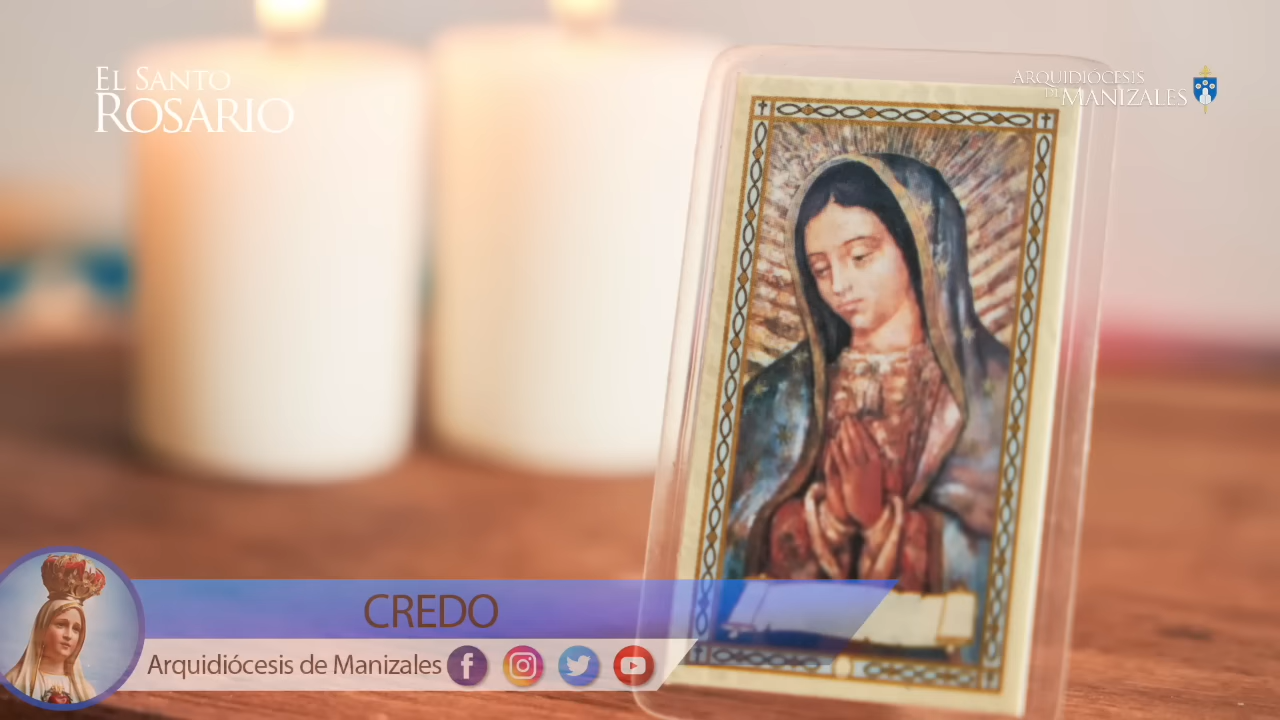 EL SANTO
ROSARIO
ARQUIDIÓCESIS
DE MANIZALES
CREDO
Arquidiócesis de Manizales